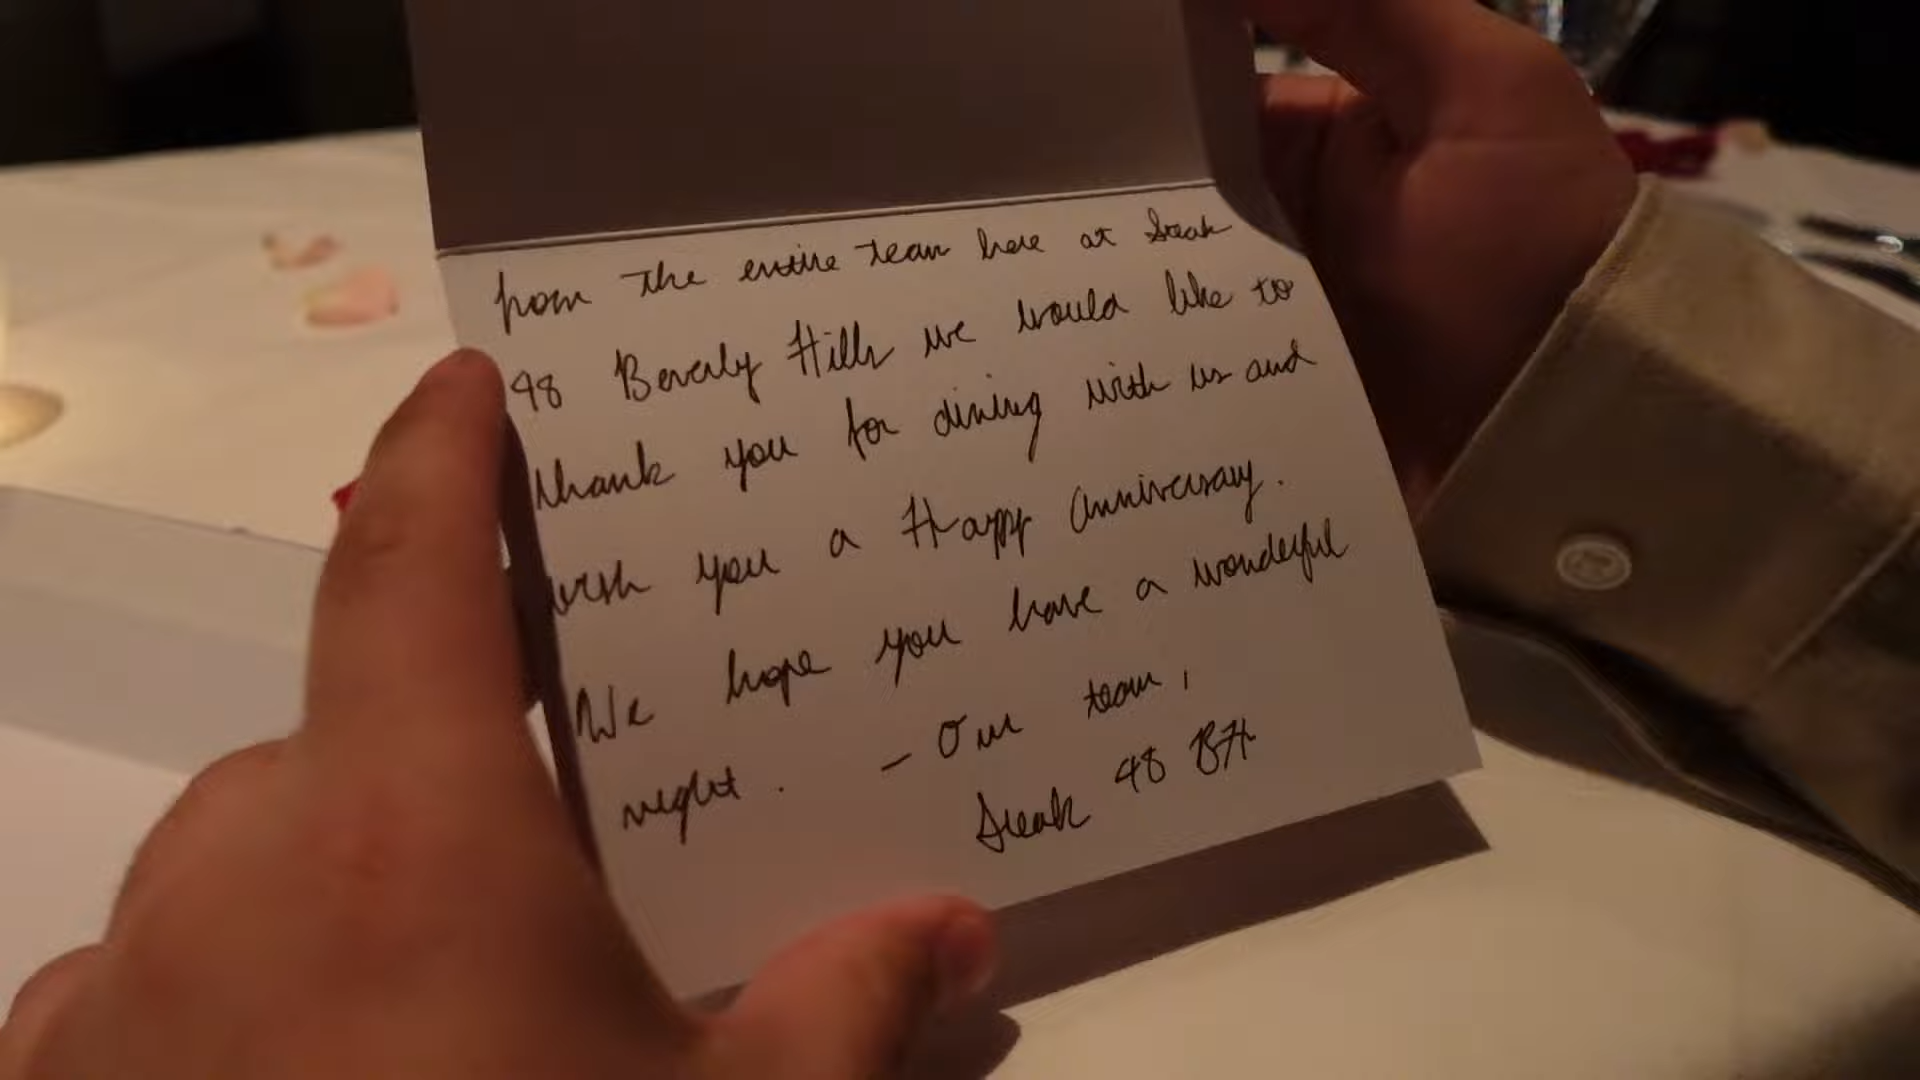 from the entire team here at Steak
48 Beverly Hills we would like to
thank you for dining with us and
wish you a Happy Anniversary.
We hope you have a wonderful
night. - Our team,
Steak 48 BH